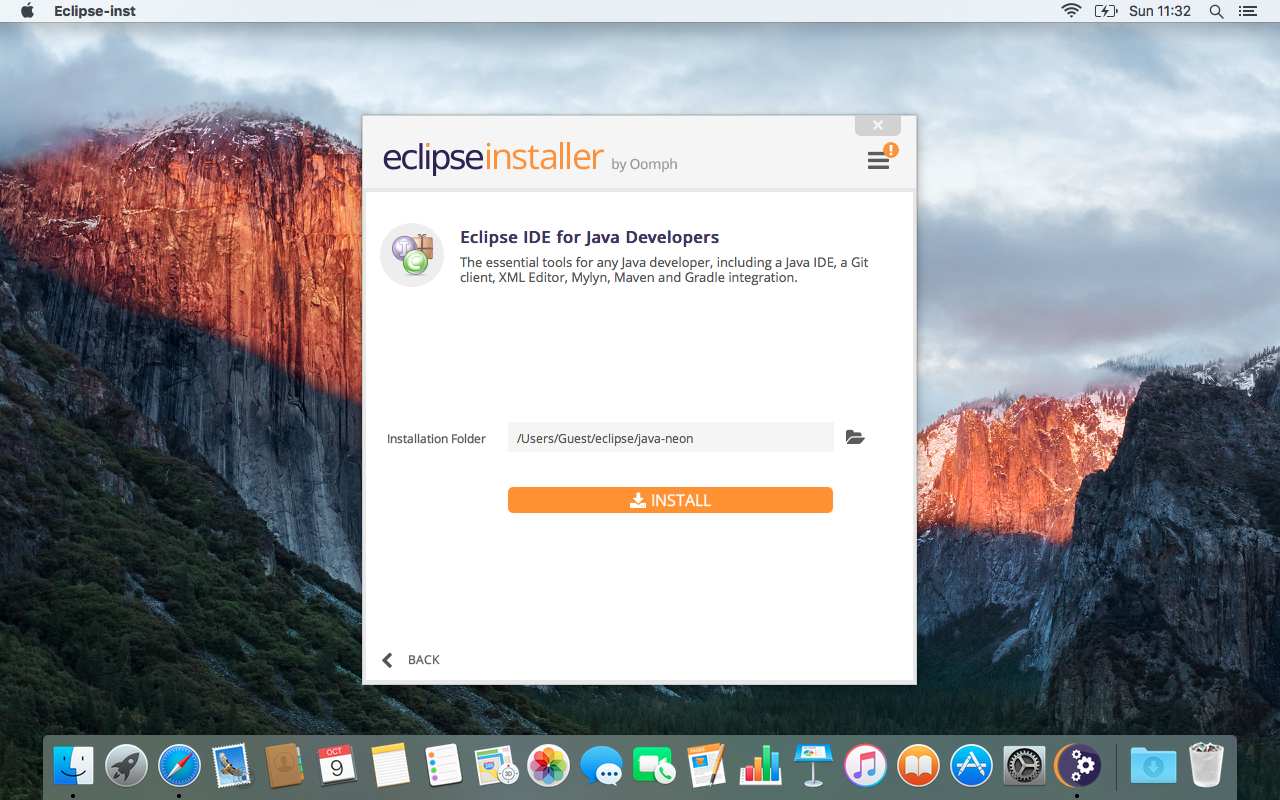 Eclipse-inst
Sun 11:32
eclipseinstaller by Oomph
Eclipse IDE for Java Developers
The essential tools for any Java developer, including a Java IDE, a Git
client, XML Editor, Mylyn, Maven and Gradle integration.
Installation Folder
/Users/Guest/eclipse/java-neon
INSTALL
BACK
OCT
9
PAGES
3D